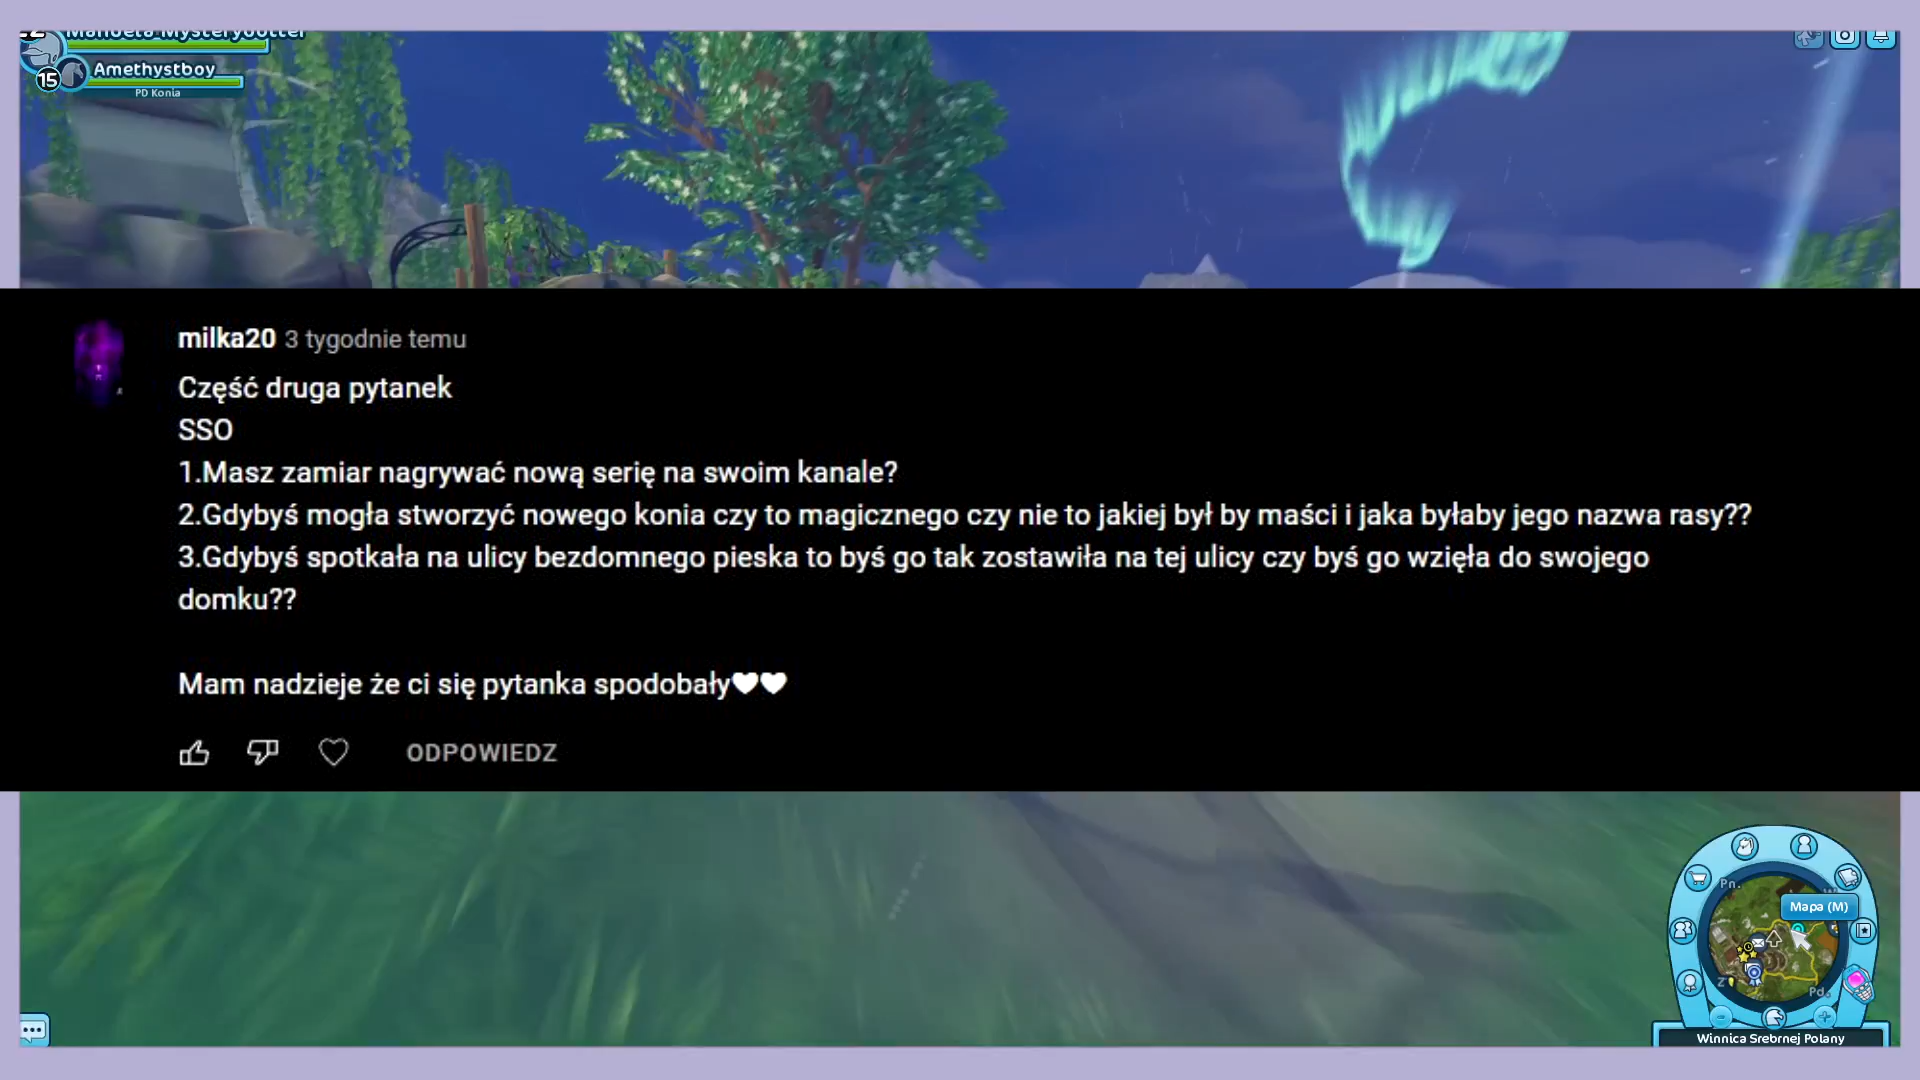 Amethystboy
15
PD Konia
milka20 3 tygodnie temu
Część druga pytanek
SSO
1.Masz zamiar nagrywać nową serię na swoim kanale?
2.Gdybyś mogła stworzyć nowego konia czy to magicznego czy nie to jakiej był by maści i jaka byłaby jego nazwa rasy??
3.Gdybyś spotkała na ulicy bezdomnego pieska to byś go tak zostawiła na tej ulicy czy byś go wzięła do swojego
domku??
Mam nadzieje że ci się pytanka spodobały🤍🤍
ODPOWIEDZ
Pn.
Mapa (M)
Z
Pd.
Winnica Srebrnej Polany